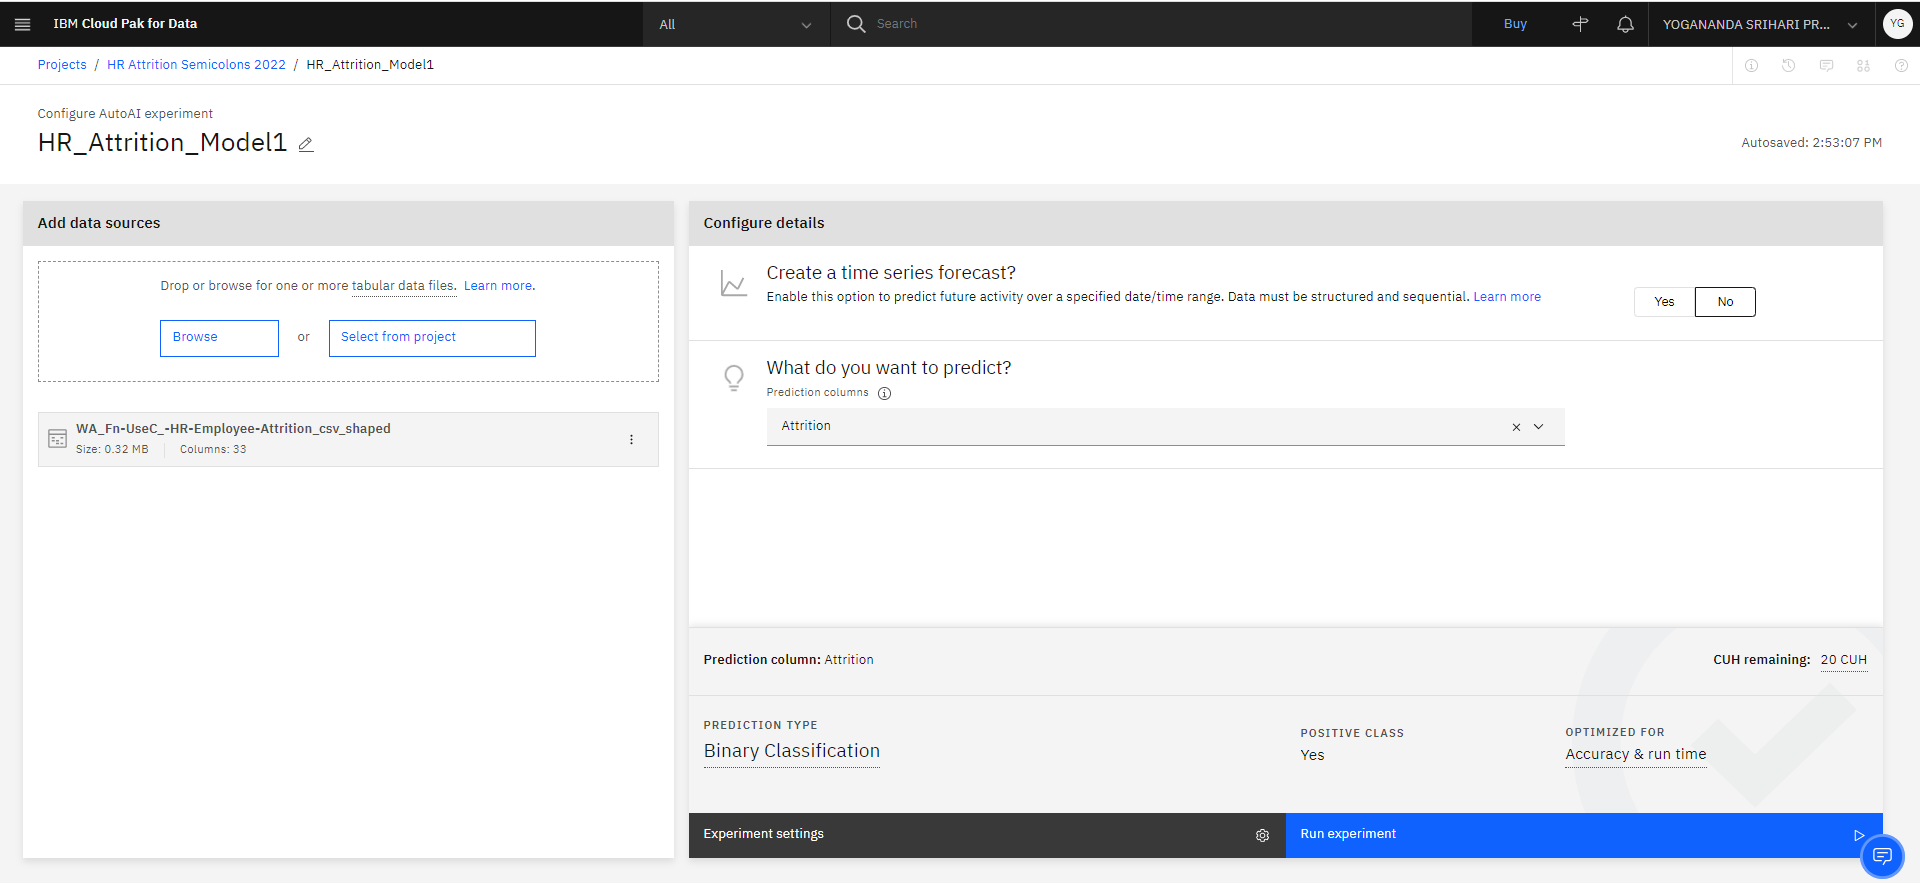 IBM Cloud Pak for Data
All
Search
Buy
YOGANANDA SRIHARI PR...
YG
Projects / HR Attrition Semicolons 2022 / HR_Attrition_Model1
Configure AutoAI experiment
HR_Attrition_Model1
Autosaved: 2:53:07 PM
Add data sources
Drop or browse for one or more tabular data files. Learn more.
Browse or Select from project
WA_Fn-UseC_-HR-Employee-Attrition_csv_shaped
Size: 0.32 MB Columns: 33
Configure details
Create a time series forecast?
Enable this option to predict future activity over a specified date/time range. Data must be structured and sequential. Learn more
Yes No
What do you want to predict?
Prediction columns
Attrition
Prediction column: Attrition
CUH remaining: 20 CUH
PREDICTION TYPE
Binary Classification
POSITIVE CLASS
Yes
OPTIMIZED FOR
Accuracy & run time
Experiment settings
Run experiment